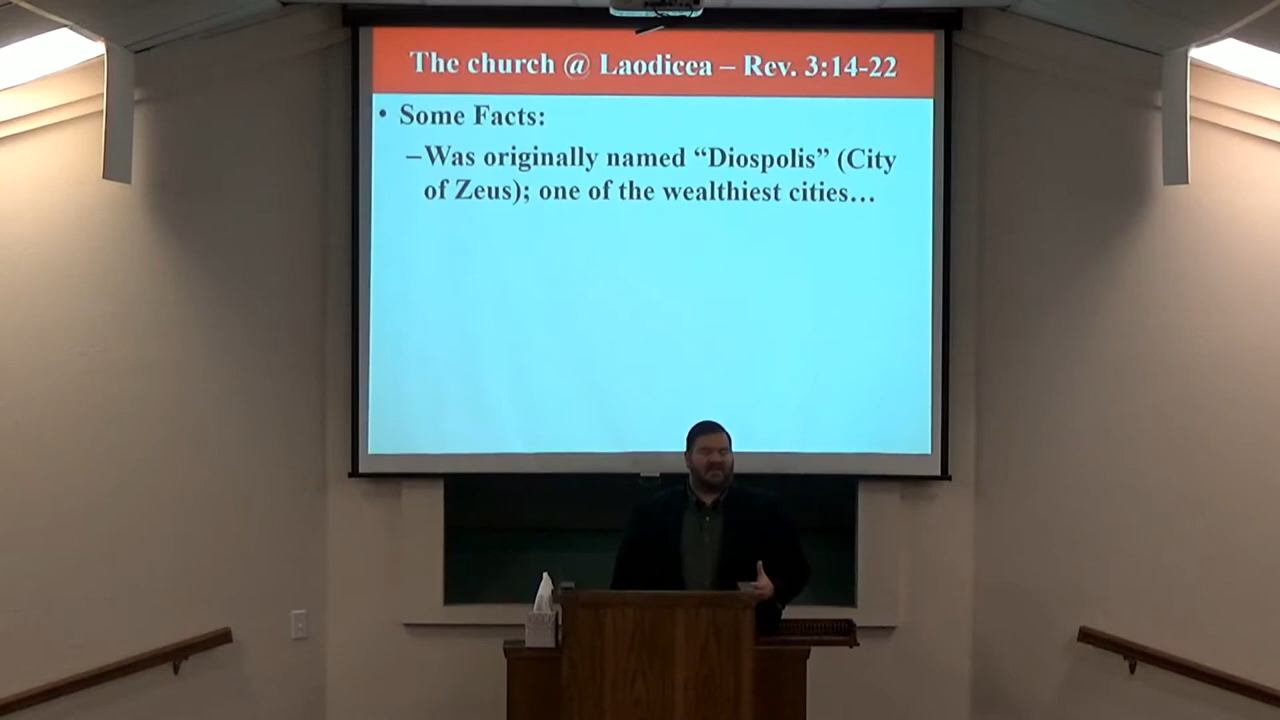 The church @ Laodicea – Rev. 3:14-22
• Some Facts:
–Was originally named “Diospolis” (City
of Zeus); one of the wealthiest cities…